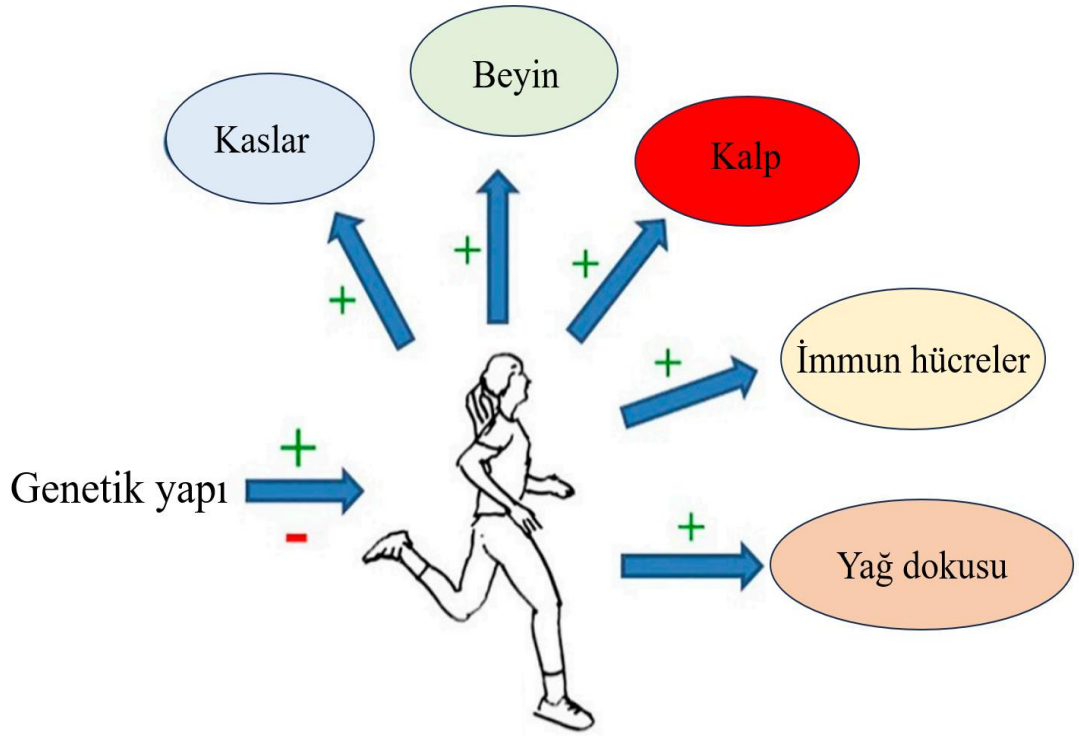 Beyin
Kaslar
Kalp
+
+
+
İmmun hücreler
+
Genetik yapı
+
-
Yağ dokusu
+